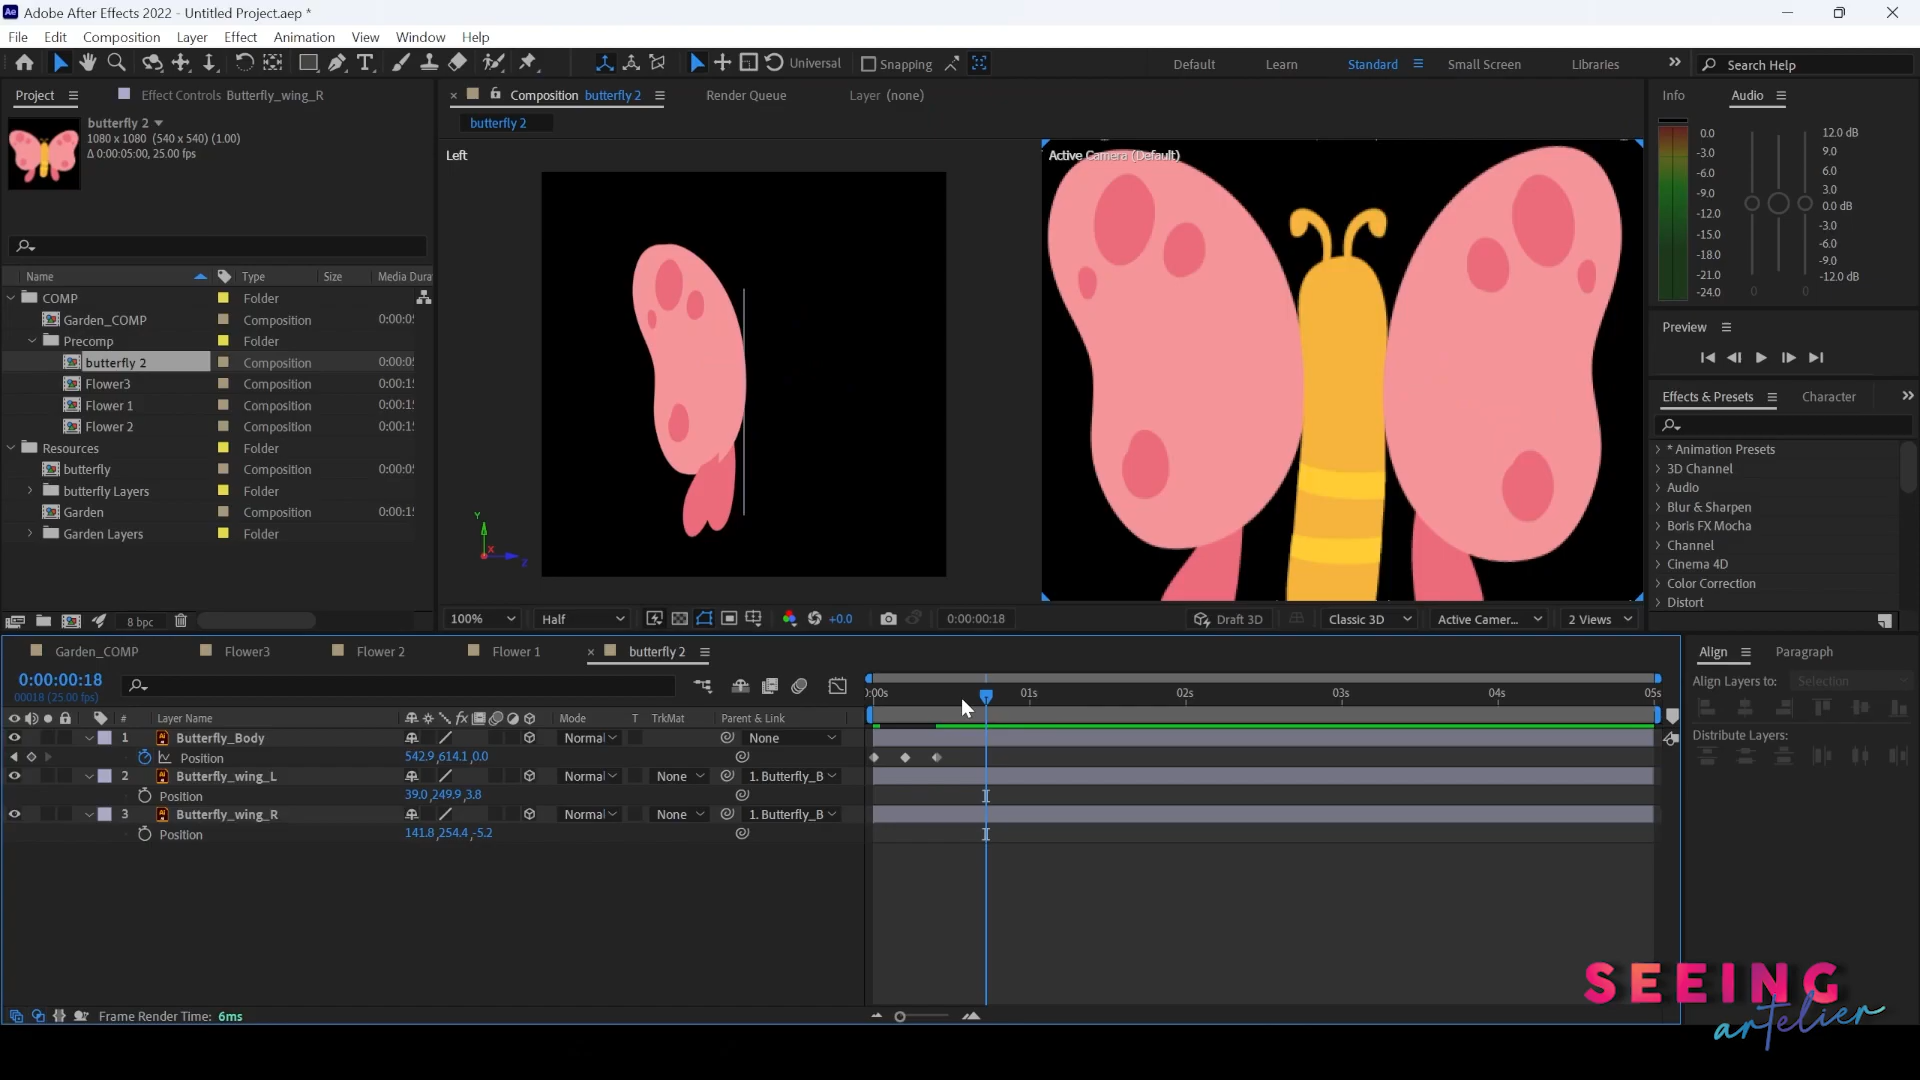 Adobe After Effects 2022 - Untitled Project.aep *
File Edit Composition Layer Effect Animation View Window Help
Universal Snapping Default Learn Standard Small Screen Libraries Search Help
Project Effect Controls Butterfly_wing_R
butterfly 2
1080 x 1080 (540 x 540) (1.00)
Δ 0:00:05:00, 25.00 fps
Name Type Size Media Dura
COMP Folder
Garden_COMP Composition 0:00:05
Precomp Folder
butterfly 2 Composition 0:00:05
Flower3 Composition 0:00:15
Flower 1 Composition 0:00:15
Flower 2 Composition 0:00:15
Resources Folder
butterfly Composition 0:00:05
butterfly Layers Folder
Garden Composition 0:00:15
Garden Layers Folder
8 bpc
Composition butterfly 2 Render Queue Layer (none)
butterfly 2
Left
Y
X
Z
Active Camera (Default)
100% Half +0.0 0:00:00:18 Draft 3D Classic 3D Active Camer... 2 Views
Info Audio
0.0 12.0 dB
-3.0 9.0
-6.0 6.0
-9.0 3.0
-12.0 0.0 dB
-15.0 -3.0
-18.0 -6.0
-21.0 -9.0
-24.0 -12.0 dB
0 0
Preview
Effects & Presets Character
* Animation Presets
3D Channel
Audio
Blur & Sharpen
Boris FX Mocha
Channel
Cinema 4D
Color Correction
Distort
Garden_COMP Flower3 Flower 2 Flower 1 butterfly 2
0:00:00:18
00018 (25.00 fps)
:00s 01s 02s 03s 04s 05s
# Layer Name Mode T TrkMat Parent & Link
1 Butterfly_Body Normal None
Position 542.9,614.1,0.0
2 Butterfly_wing_L Normal None 1. Butterfly_B
Position 39.0,249.9,3.8
3 Butterfly_wing_R Normal None 1. Butterfly_B
Position 141.8,254.4,-5.2
Frame Render Time: 6ms
Align Paragraph
Align Layers to: Selection
Distribute Layers:
SEEING
artelier